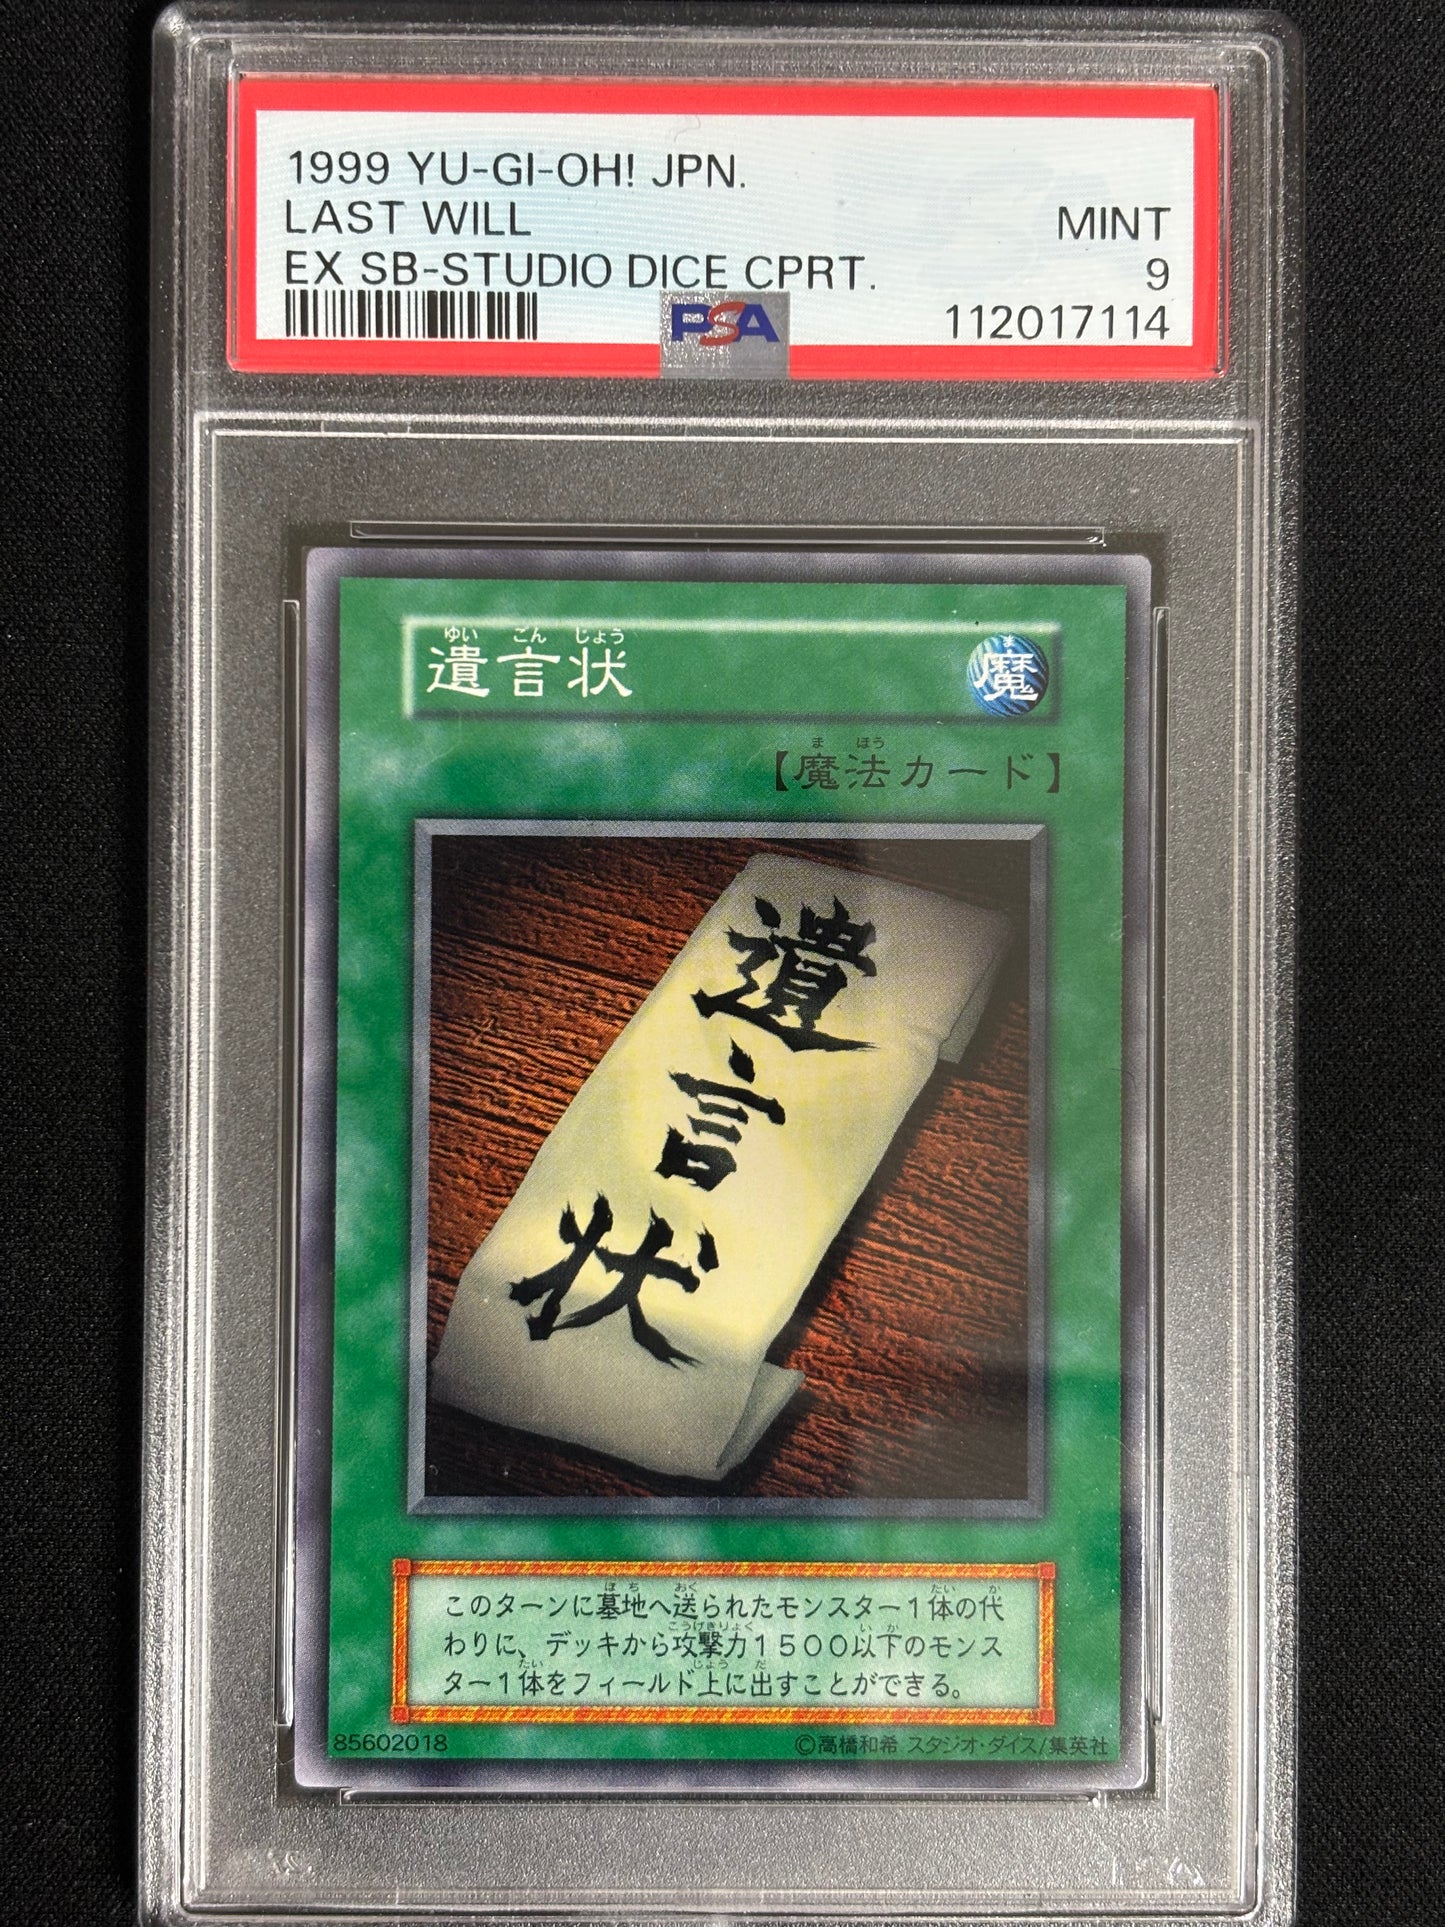 1999 YU-GI-OH! JPN.
LAST WILL
EX SB-STUDIO DICE CPRT.
MINT
9
112017114
PSA
ゆい ごん じょう
遺言状
ま
魔
ま ほう
【魔法カード】
遺
言
状
ぼ ち おく たい か
このターンに墓地へ送られたモンスター1体の代
こうげきりょく い か
わりに、デッキから攻撃力1500以下のモンス
たい じょう だ
ター1体をフィールド上に出すことができる。
85602018
©高橋和希 スタジオ・ダイス/集英社